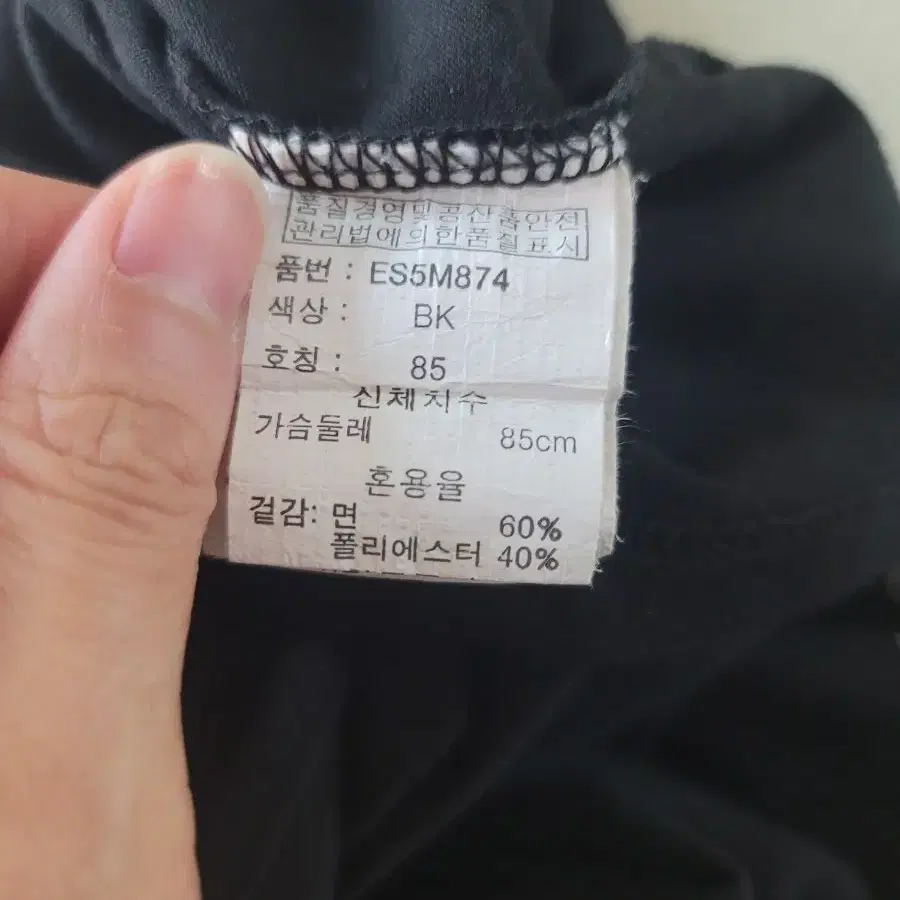 품질경영및공산품안전
관리법에의한품질표시
품번 : ES5M874
색상 : BK
호칭 : 85
신체치수
가슴둘레 85cm
혼용율
겉감: 면 60%
폴리에스터 40%